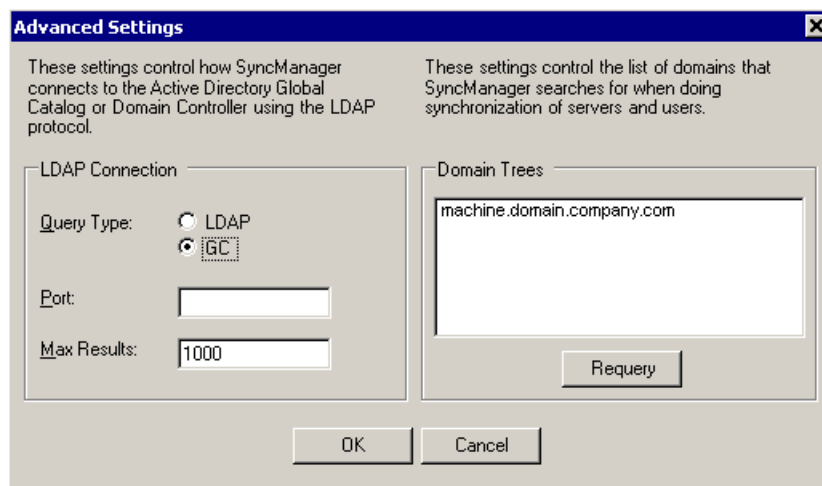 Advanced Settings
These settings control how SyncManager
connects to the Active Directory Global
Catalog or Domain Controller using the LDAP
protocol.
These settings control the list of domains that
SyncManager searches for when doing
synchronization of servers and users.
LDAP Connection
Query Type:
LDAP
GC
Port:
Max Results:
1000
Domain Trees
machine.domain.company.com
Requery
OK
Cancel